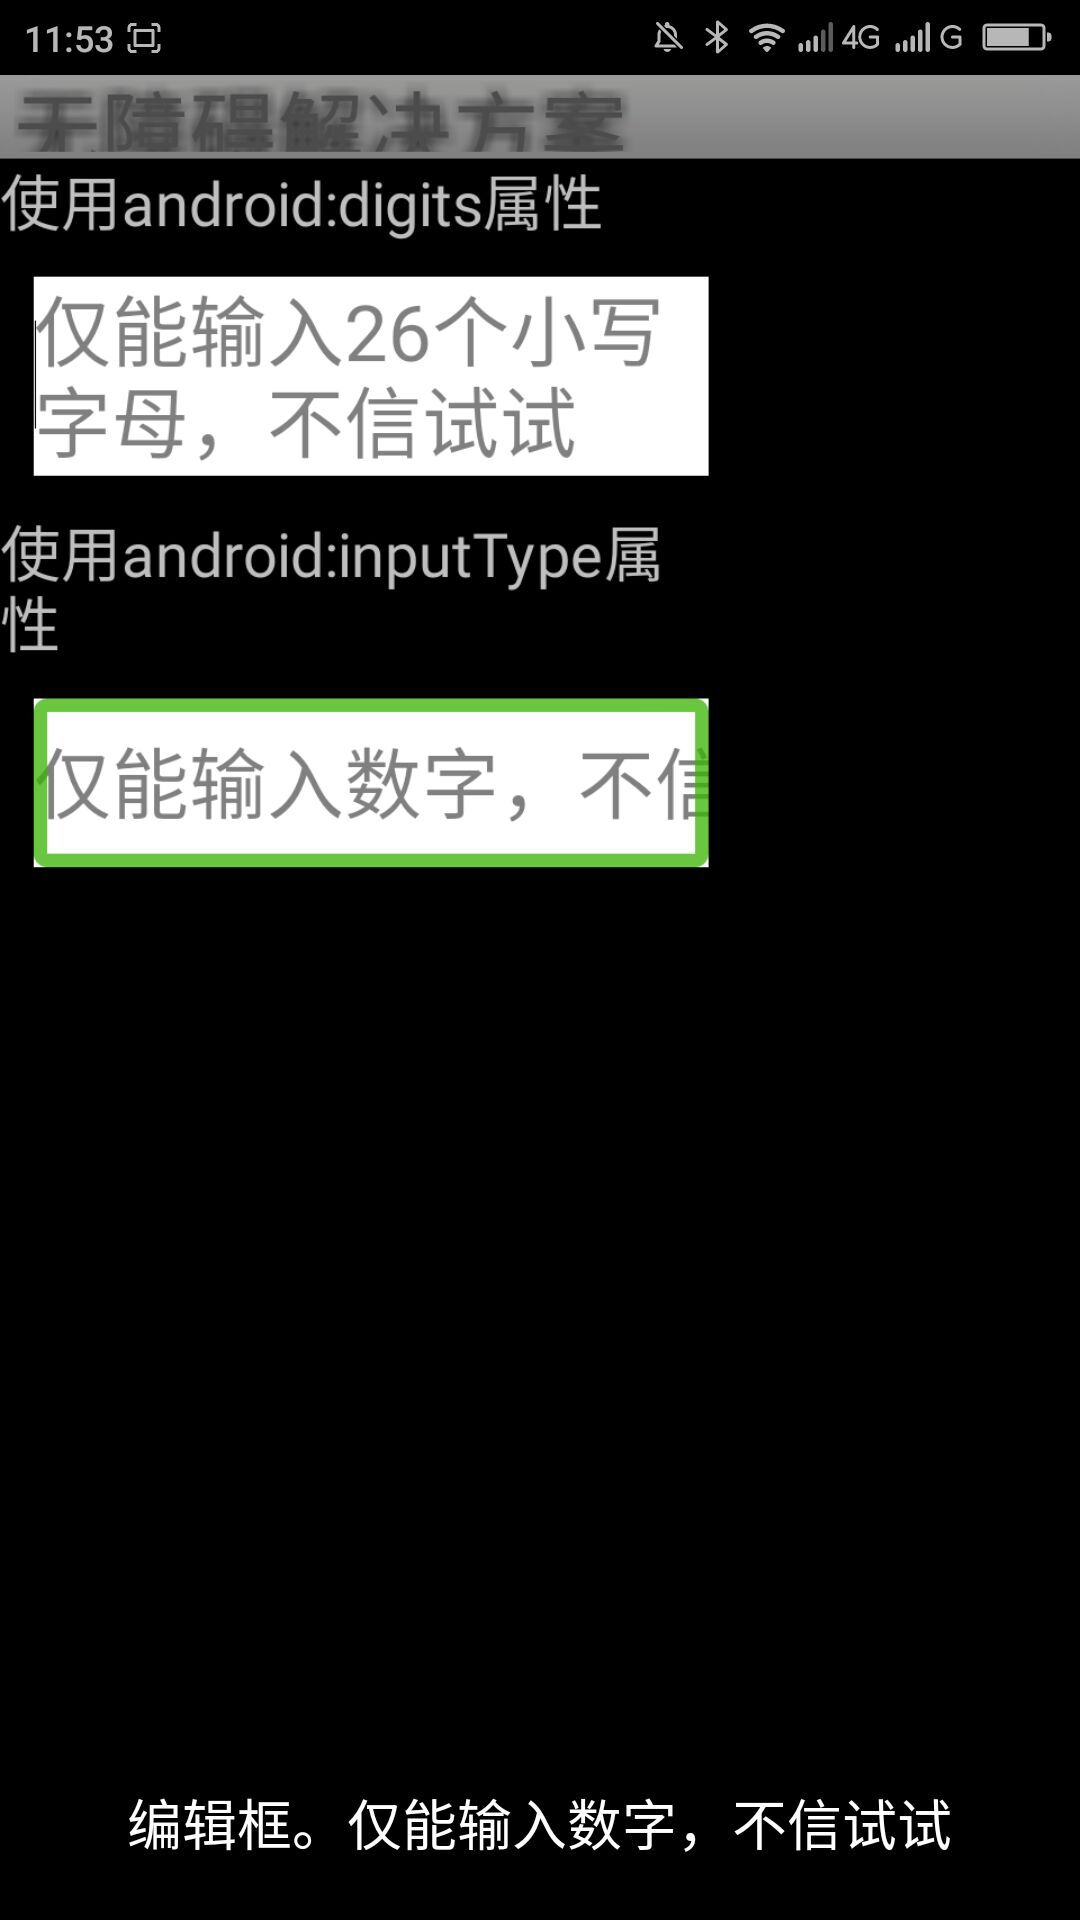 11:53 4G G
无障碍解决方案
使用android:digits属性
仅能输入26个小写
字母，不信试试
使用android:inputType属
性
仅能输入数字，不信
编辑框。仅能输入数字，不信试试